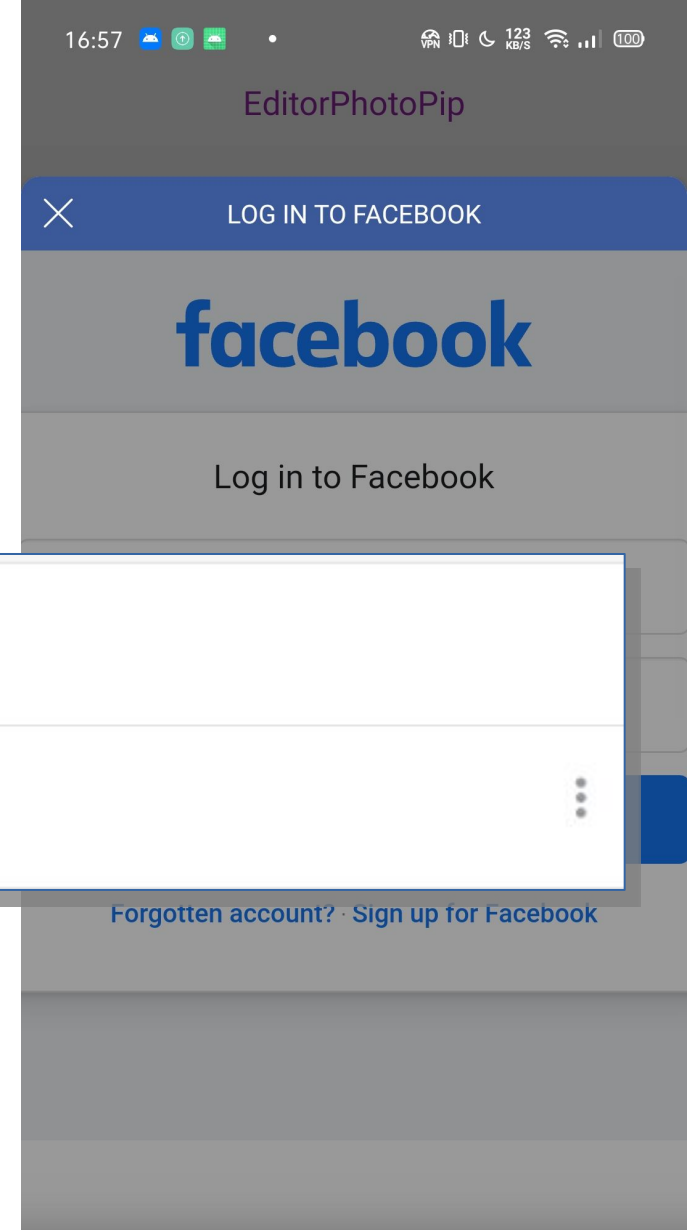 16:57 VPN 123 KB/S 100
EditorPhotoPip
LOG IN TO FACEBOOK
facebook
Log in to Facebook
Forgotten account? · Sign up for Facebook